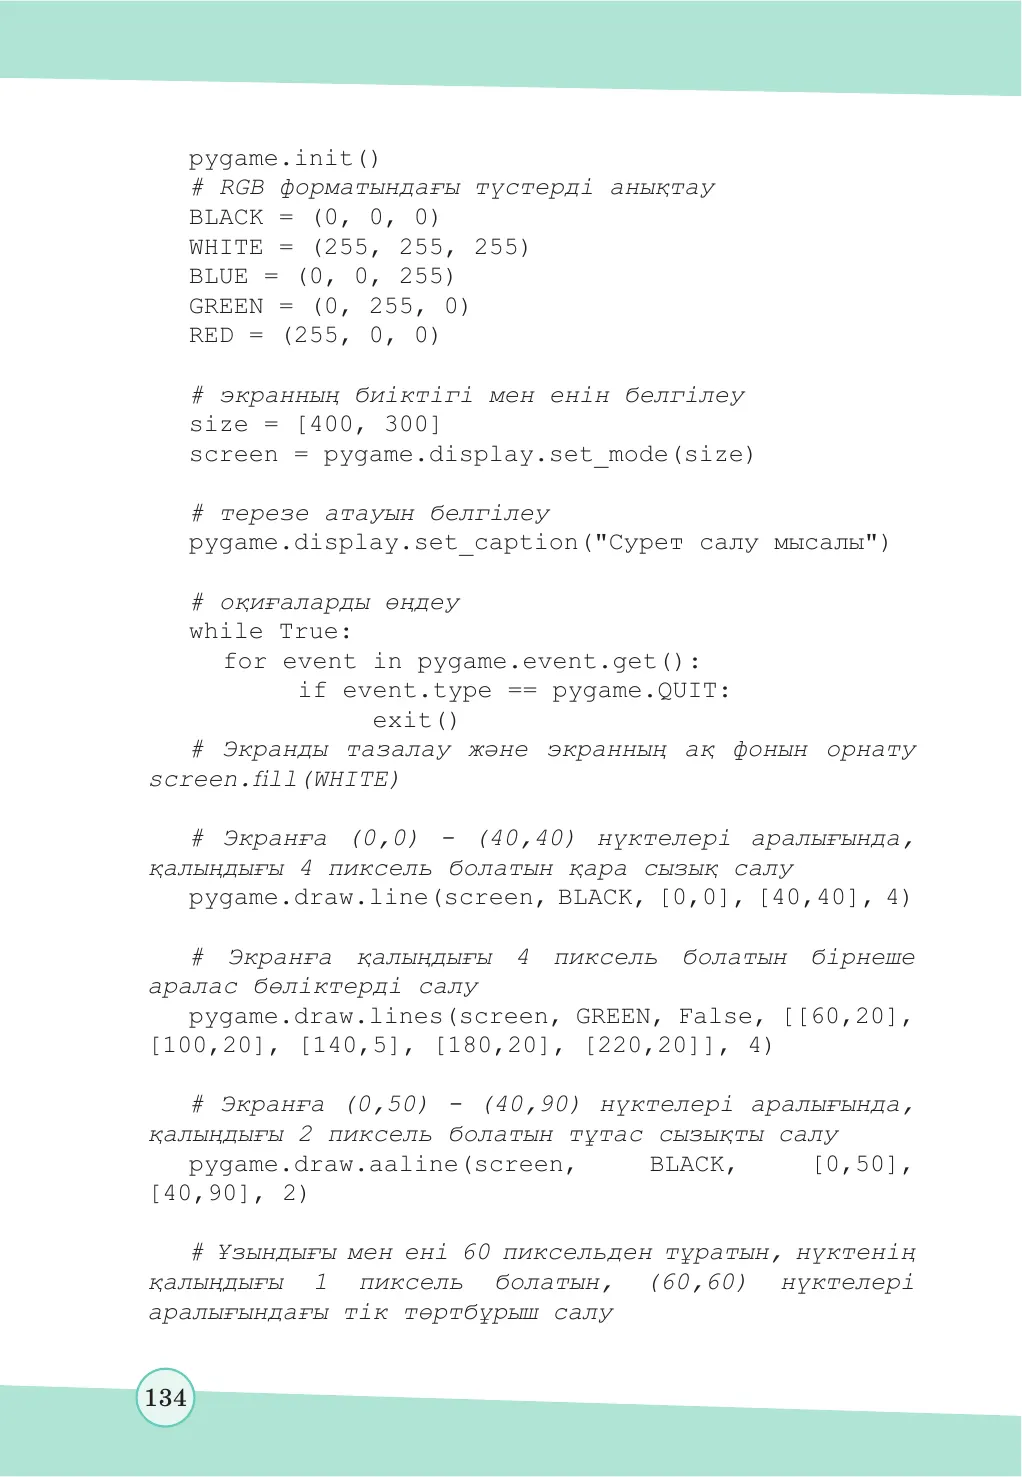 pygame.init()
# RGB форматындағы түстерді анықтау
BLACK = (0, 0, 0)
WHITE = (255, 255, 255)
BLUE = (0, 0, 255)
GREEN = (0, 255, 0)
RED = (255, 0, 0)
# экранның биіктігі мен енін белгілеу
size = [400, 300]
screen = pygame.display.set_mode(size)
# терезе атауын белгілеу
pygame.display.set_caption("Сурет салу мысалы")
# оқиғаларды өңдеу
while True:
for event in pygame.event.get():
if event.type == pygame.QUIT:
exit()
# Экранды тазалау және экранның ақ фонын орнату
screen.fill(WHITE)
# Экранға (0,0) - (40,40) нүктелері аралығында,
қалыңдығы 4 пиксель болатын қара сызық салу
pygame.draw.line(screen, BLACK, [0,0], [40,40], 4)
# Экранға қалыңдығы 4 пиксель болатын бірнеше
аралас бөліктерді салу
pygame.draw.lines(screen, GREEN, False, [[60,20],
[100,20], [140,5], [180,20], [220,20]], 4)
# Экранға (0,50) - (40,90) нүктелері аралығында,
қалыңдығы 2 пиксель болатын тұтас сызықты салу
pygame.draw.aaline(screen, BLACK, [0,50],
[40,90], 2)
# Ұзындығы мен ені 60 пиксельден тұратын, нүктенің
қалыңдығы 1 пиксель болатын, (60,60) нүктелері
аралығындағы тік төртбұрыш салу
134